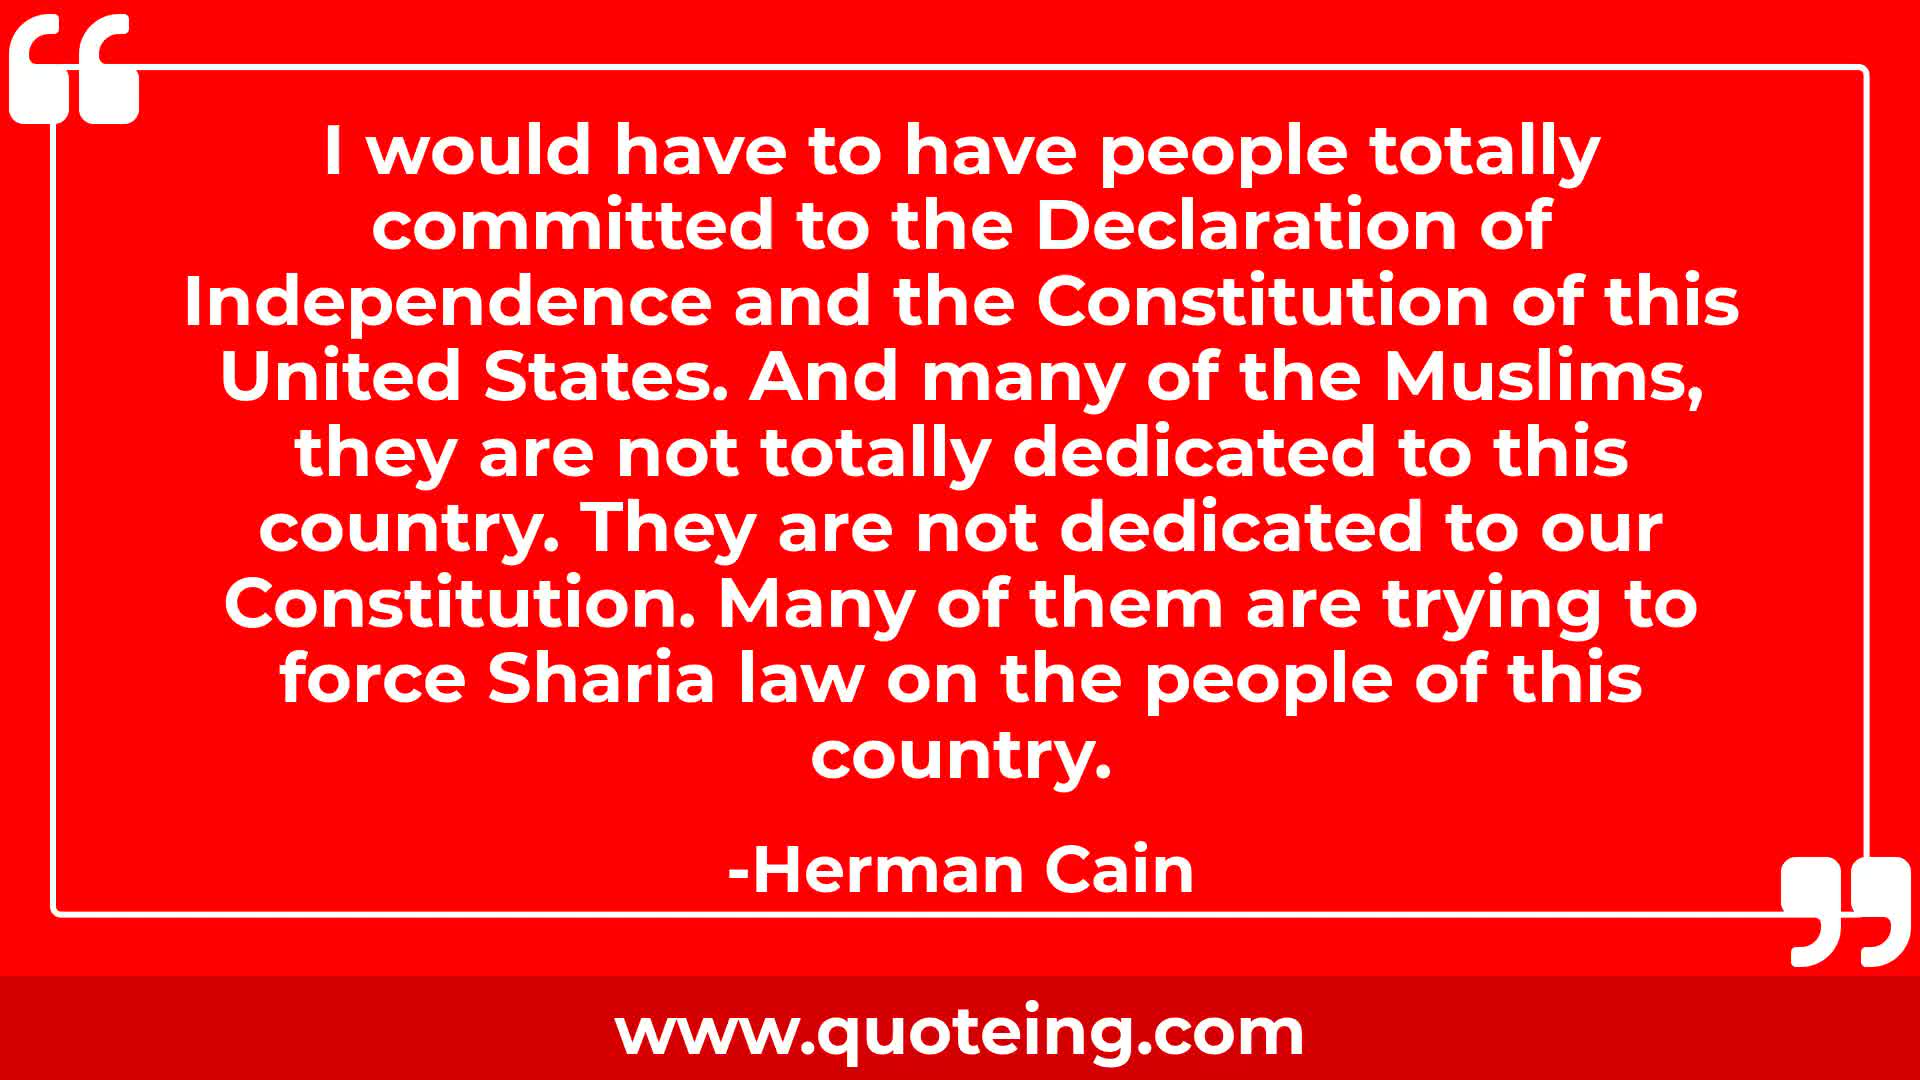 I would have to have people totally
committed to the Declaration of
Independence and the Constitution of this
United States. And many of the Muslims,
they are not totally dedicated to this
country. They are not dedicated to our
Constitution. Many of them are trying to
force Sharia law on the people of this
country.
-Herman Cain
www.quoteing.com